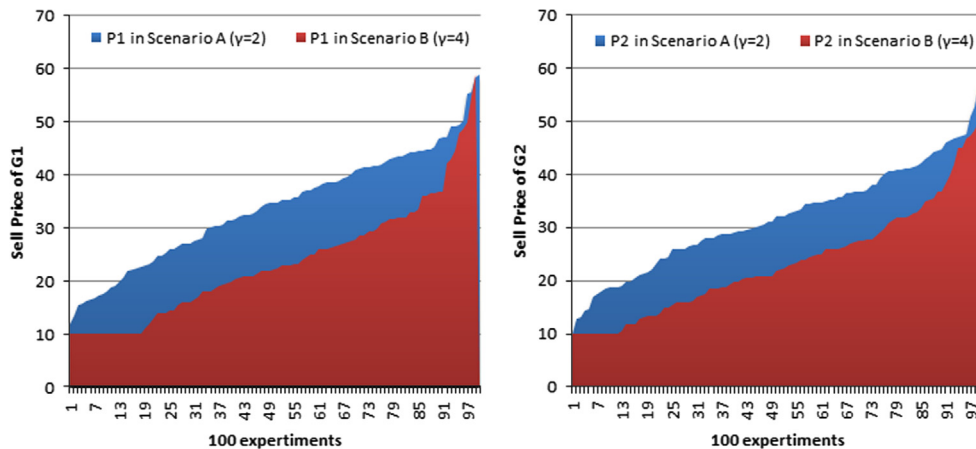 P1 in Scenario A (γ=2) P1 in Scenario B (γ=4)
Sell Price of G1
60
50
40
30
20
10
0
1 7 13 19 25 31 37 43 49 55 61 67 73 79 85 91 97
100 expertiments
P2 in Scenario A (γ=2) P2 in Scenario B (γ=4)
Sell Price of G2
70
60
50
40
30
20
10
0
1 7 13 19 25 31 37 43 49 55 61 67 73 79 85 91 97
100 expertiments